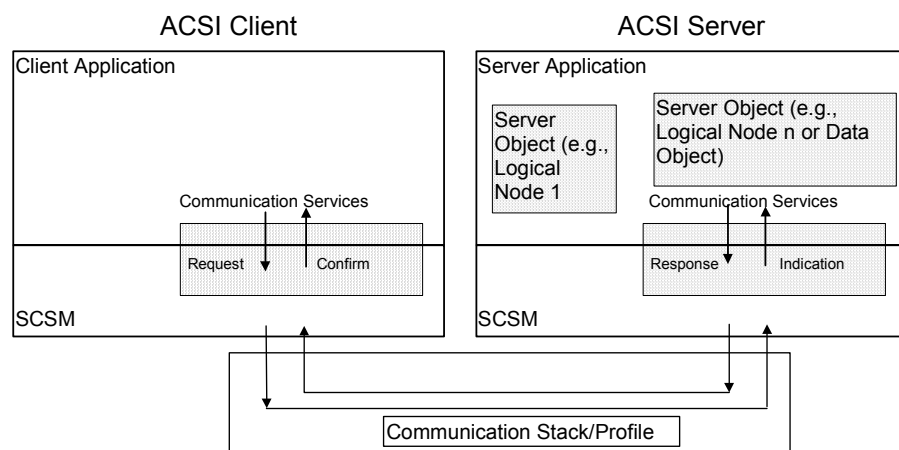 ACSI Client
ACSI Server
Client Application
Server Application
Server
Object (e.g.,
Logical
Node 1
Server Object (e.g.,
Logical Node n or Data
Object)
Communication Services
Communication Services
Request
Confirm
Response
Indication
SCSM
SCSM
Communication Stack/Profile